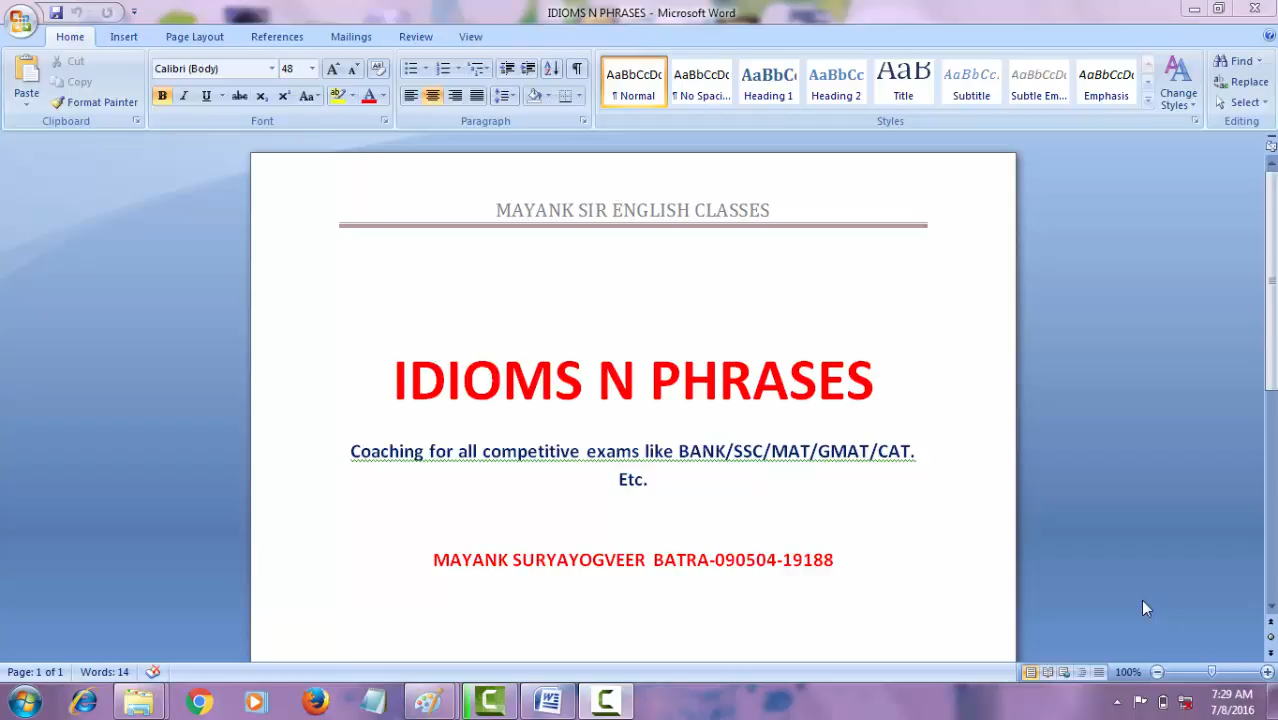 IDIOMS N PHRASES - Microsoft Word
Home Insert Page Layout References Mailings Review View
Paste
Cut
Copy
Format Painter
Clipboard
Calibri (Body) 48
Font
Paragraph
AaBbCcDc AaBbCcDc AaBbCc AaBbCc AaB AaBbCc. AaBbCcDc AaBbCcDc
¶ Normal ¶ No Spaci... Heading 1 Heading 2 Title Subtitle Subtle Em... Emphasis
Styles
Change
Styles
Find
Replace
Select
Editing
MAYANK SIR ENGLISH CLASSES
IDIOMS N PHRASES
Coaching for all competitive exams like BANK/SSC/MAT/GMAT/CAT.
Etc.
MAYANK SURYAYOGVEER BATRA-090504-19188
Page: 1 of 1 Words: 14 100%
7:29 AM
7/8/2016